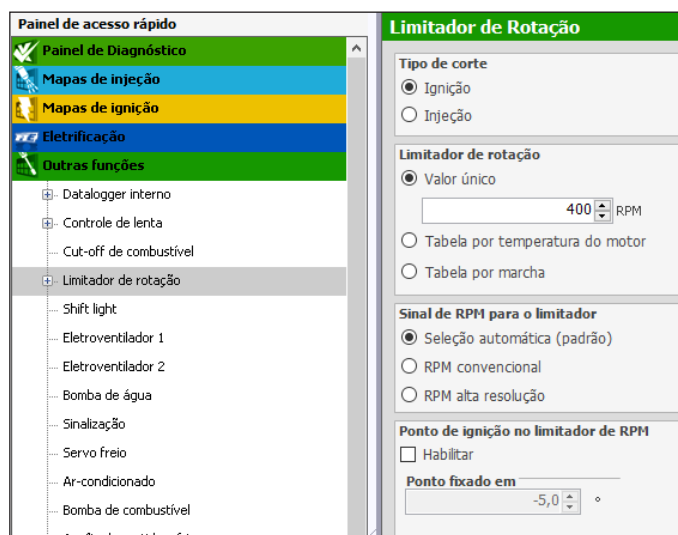 Painel de acesso rápido
Painel de Diagnóstico
Mapas de injeção
Mapas de ignição
Eletrificação
Outras funções
Datalogger interno
Controle de lenta
Cut-off de combustível
Limitador de rotação
Shift light
Eletroventilador 1
Eletroventilador 2
Bomba de água
Sinalização
Servo freio
Ar-condicionado
Bomba de combustível
Limitador de Rotação
Tipo de corte
Ignição
Injeção
Limitador de rotação
Valor único
400 RPM
Tabela por temperatura do motor
Tabela por marcha
Sinal de RPM para o limitador
Seleção automática (padrão)
RPM convencional
RPM alta resolução
Ponto de ignição no limitador de RPM
Habilitar
Ponto fixado em
-5,0 °